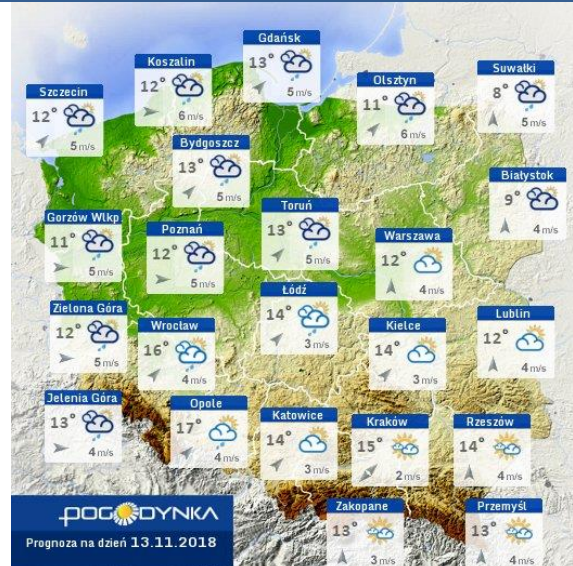 Gdańsk
13° 5 m/s
Koszalin
12° 6 m/s
Suwałki
8° 5 m/s
Olsztyn
11° 6 m/s
Szczecin
12° 5 m/s
Bydgoszcz
13° 5 m/s
Białystok
9° 4 m/s
Toruń
13° 5 m/s
Gorzów Wlkp
11° 5 m/s
Poznań
12° 5 m/s
Warszawa
12° 4 m/s
Łódź
14° 3 m/s
Zielona Góra
12° 5 m/s
Lublin
12° 4 m/s
Wrocław
16° 4 m/s
Kielce
14° 3 m/s
Jelenia Góra
13° 4 m/s
Opole
17° 4 m/s
Katowice
14° 3 m/s
Kraków
15° 2 m/s
Rzeszów
14° 4 m/s
Zakopane
13° 3 m/s
Przemyśl
13° 4 m/s
POGODYNKA
Prognoza na dzień 13.11.2018